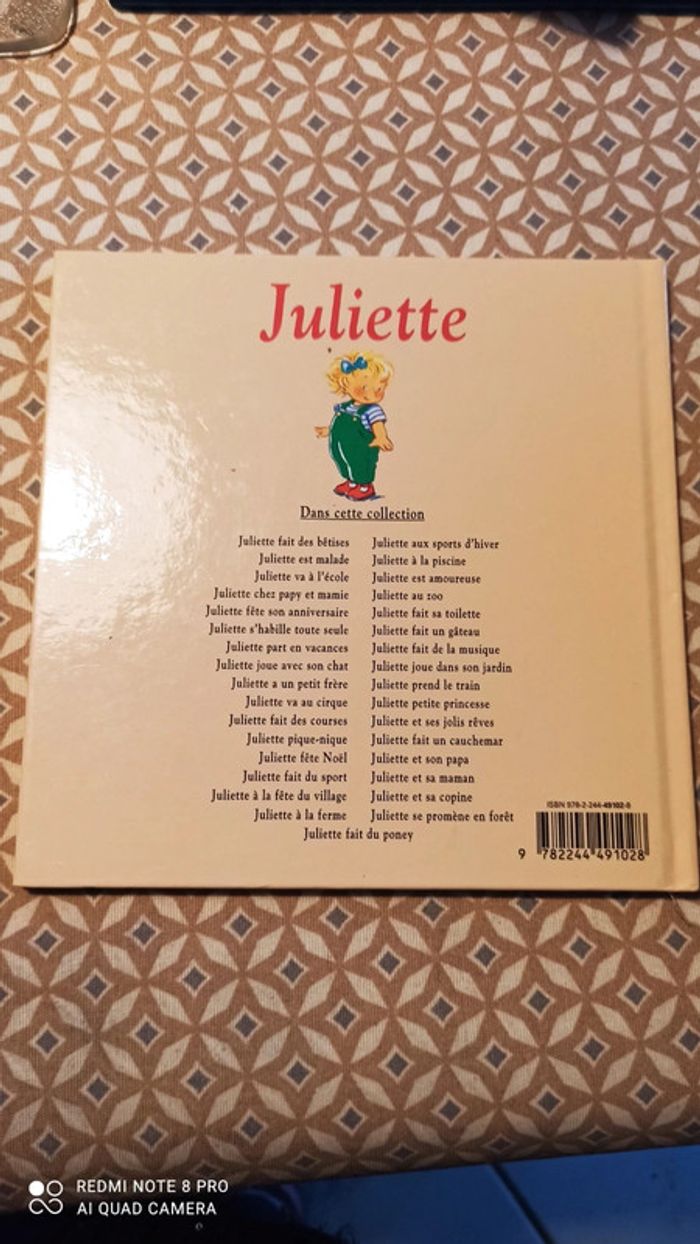 Juliette
Dans cette collection
Juliette fait des bêtises
Juliette est malade
Juliette va à l'école
Juliette chez papy et mamie
Juliette fête son anniversaire
Juliette s'habille toute seule
Juliette part en vacances
Juliette joue avec son chat
Juliette a un petit frère
Juliette va au cirque
Juliette fait des courses
Juliette pique-nique
Juliette fête Noël
Juliette fait du sport
Juliette à la fête du village
Juliette à la ferme
Juliette aux sports d'hiver
Juliette à la piscine
Juliette est amoureuse
Juliette au zoo
Juliette fait sa toilette
Juliette fait un gâteau
Juliette fait de la musique
Juliette joue dans son jardin
Juliette prend le train
Juliette petite princesse
Juliette et ses jolis rêves
Juliette fait un cauchemar
Juliette et son papa
Juliette et sa maman
Juliette et sa copine
Juliette se promène en forêt
Juliette fait du poney
ISBN 978-2-244-49102-8
9 782244 491028
REDMI NOTE 8 PRO
AI QUAD CAMERA